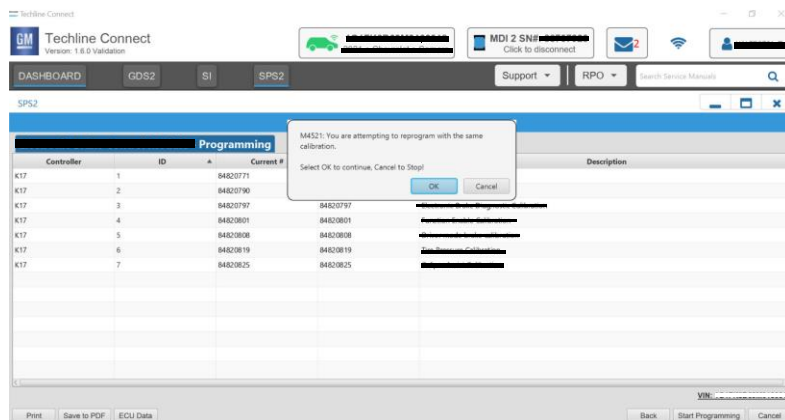 Techline Connect
GM
Techline Connect
Version: 1.6.0 Validation
MDI 2 SN#:
Click to disconnect
2
DASHBOARD GDS2 SI SPS2 Support RPO Search Service Manuals
SPS2
Programming
M4521: You are attempting to reprogram with the same
calibration.
Select OK to continue, Cancel to Stop!
OK Cancel
Controller ID Current # Description
K17 1 84820771
K17 2 84820790
K17 3 84820797 84820797
K17 4 84820801 84820801
K17 5 84820808 84820808
K17 6 84820819 84820819 Tire Pressure Calibration
K17 7 84820825 84820825
VIN:
Print Save to PDF ECU Data Back Start Programming Cancel